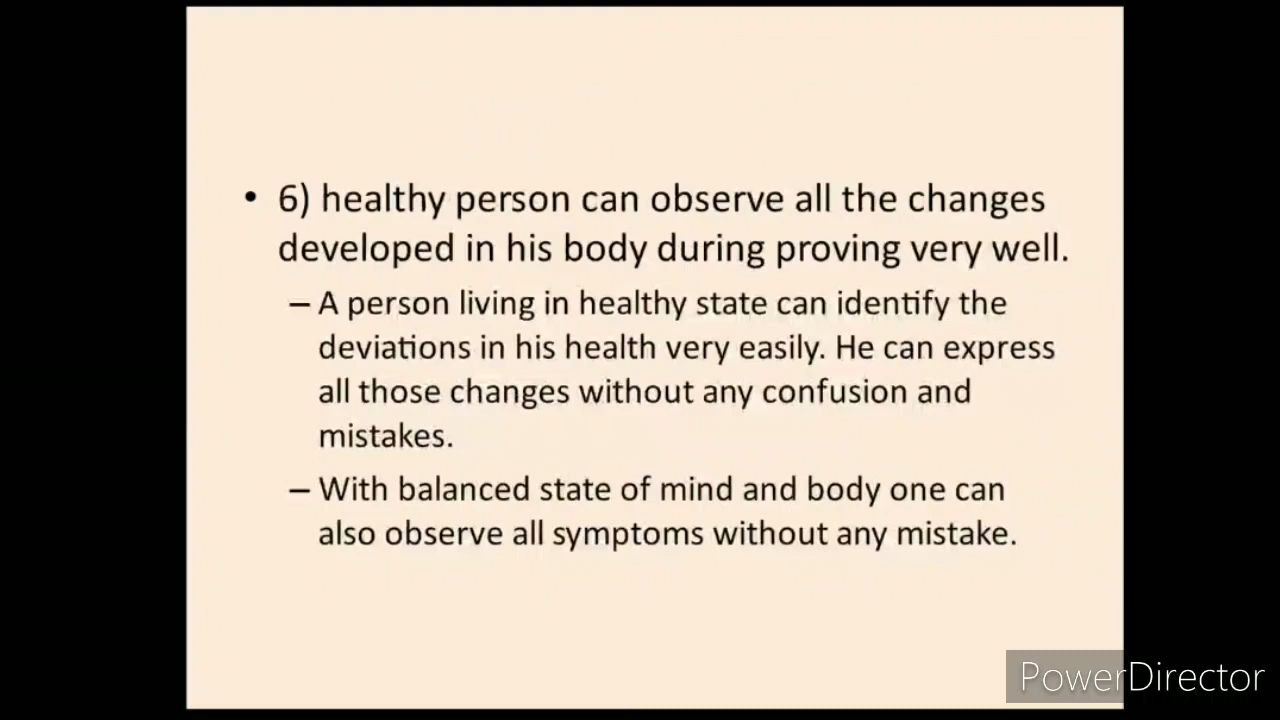 • 6) healthy person can observe all the changes
developed in his body during proving very well.
– A person living in healthy state can identify the
deviations in his health very easily. He can express
all those changes without any confusion and
mistakes.
– With balanced state of mind and body one can
also observe all symptoms without any mistake.
PowerDirector